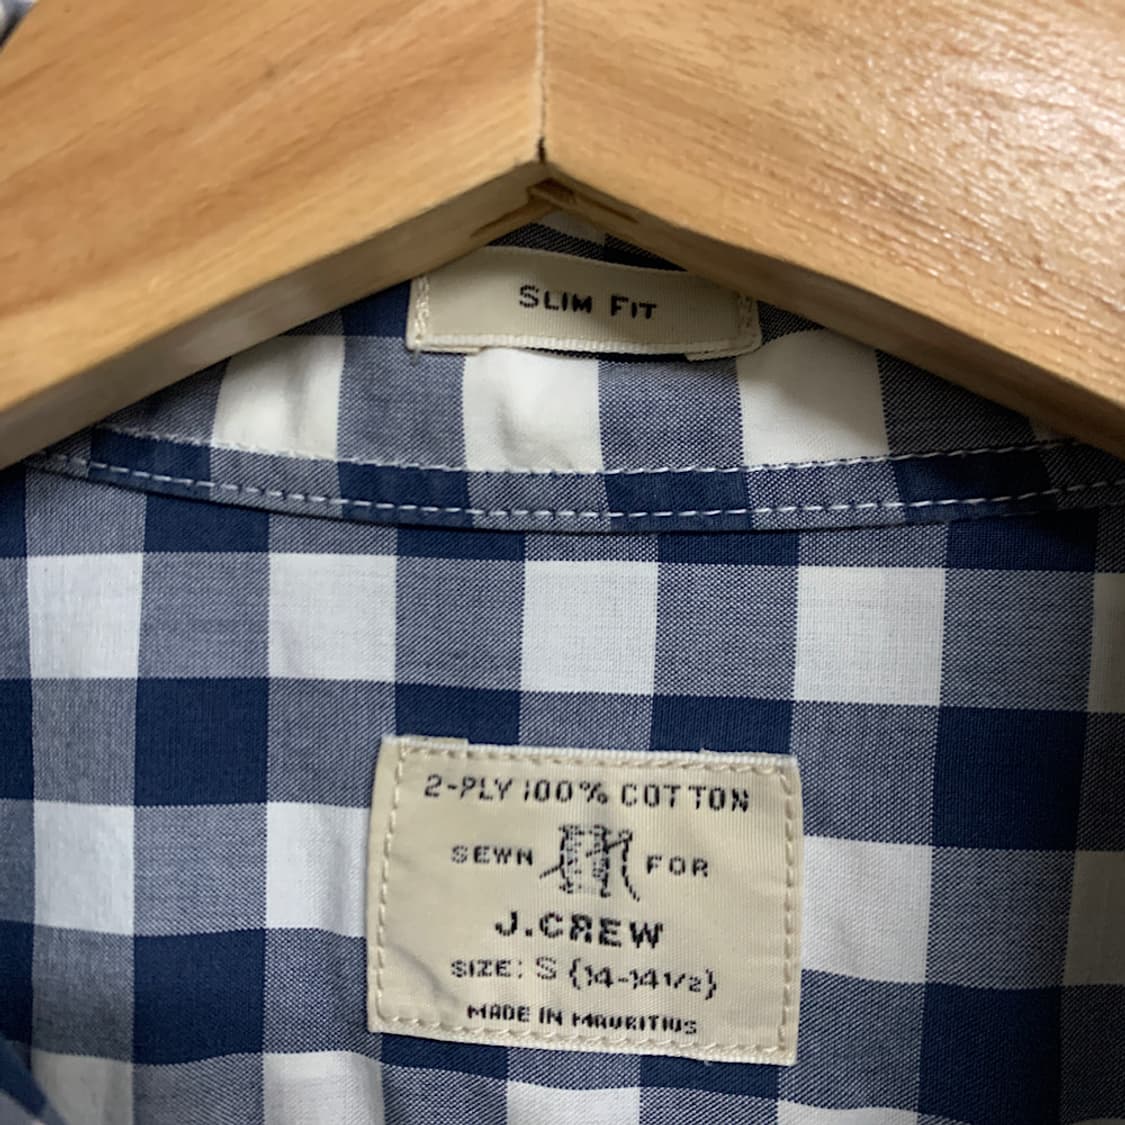 SLIM FIT
2-PLY 100% COTTON
SEWN FOR
J.CREW
SIZE: S {14-14 1/2}
MADE IN MAURITIUS